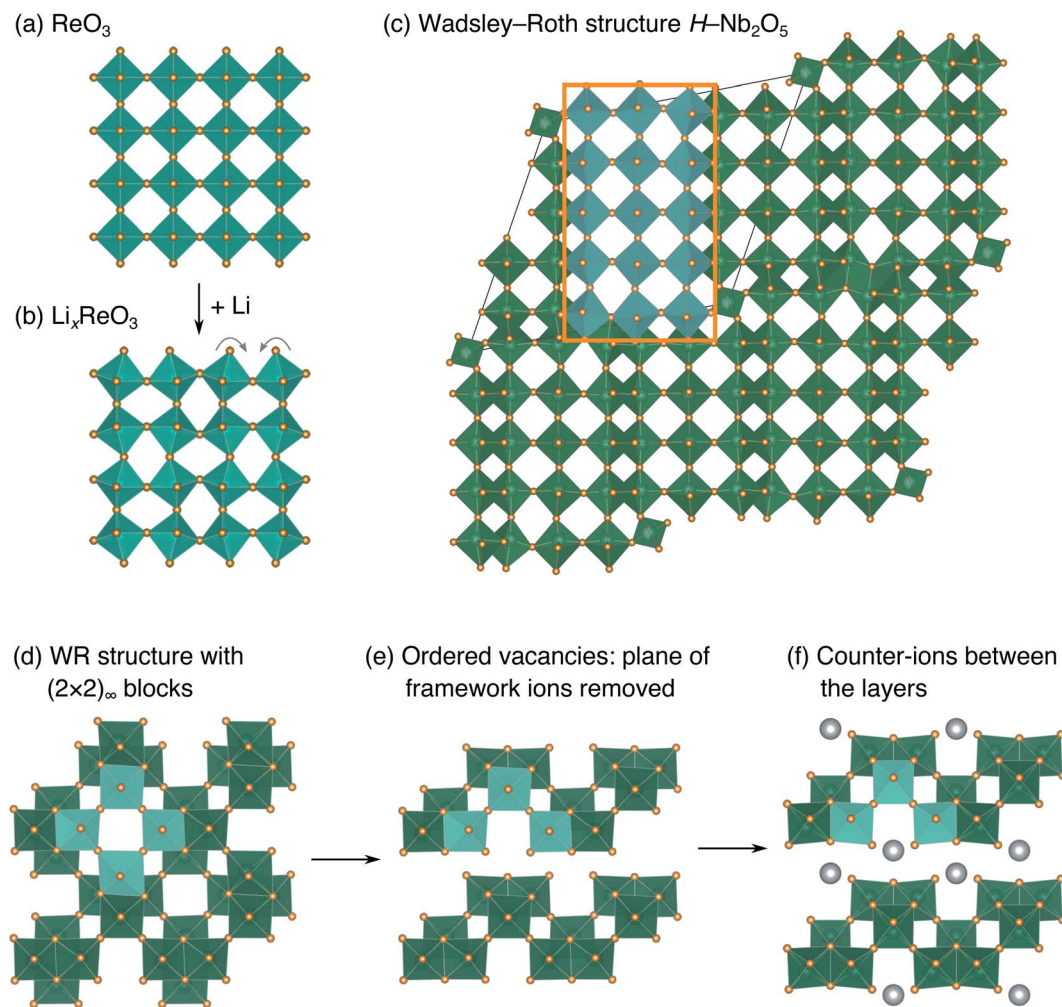 (a) ReO₃
(c) Wadsley–Roth structure H–Nb₂O₅
+ Li
(b) LiₓReO₃
(d) WR structure with
(2×2)∞ blocks
(e) Ordered vacancies: plane of
framework ions removed
(f) Counter-ions between
the layers